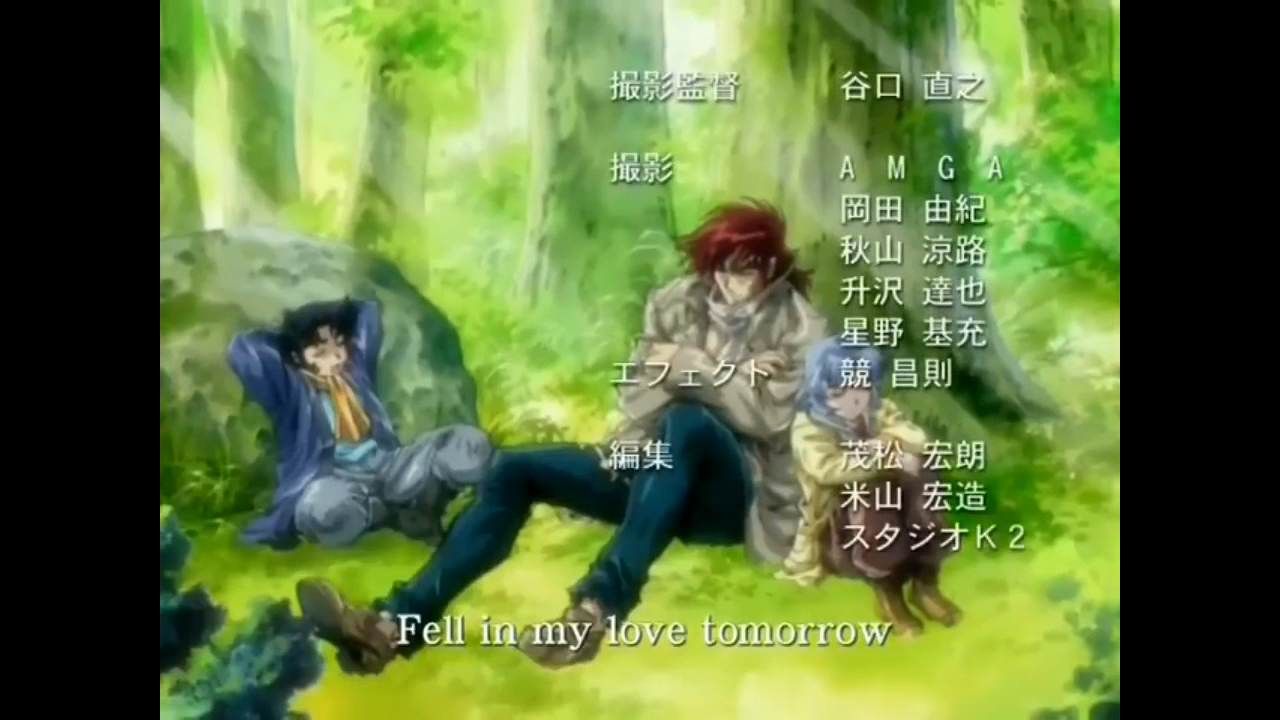 撮影監督 谷口 直之
撮影 A M G A
岡田 由紀
秋山 涼路
升沢 達也
星野 基充
エフェクト 競 昌則
編集 茂松 宏朗
米山 宏造
スタジオK2
Fell in my love tomorrow